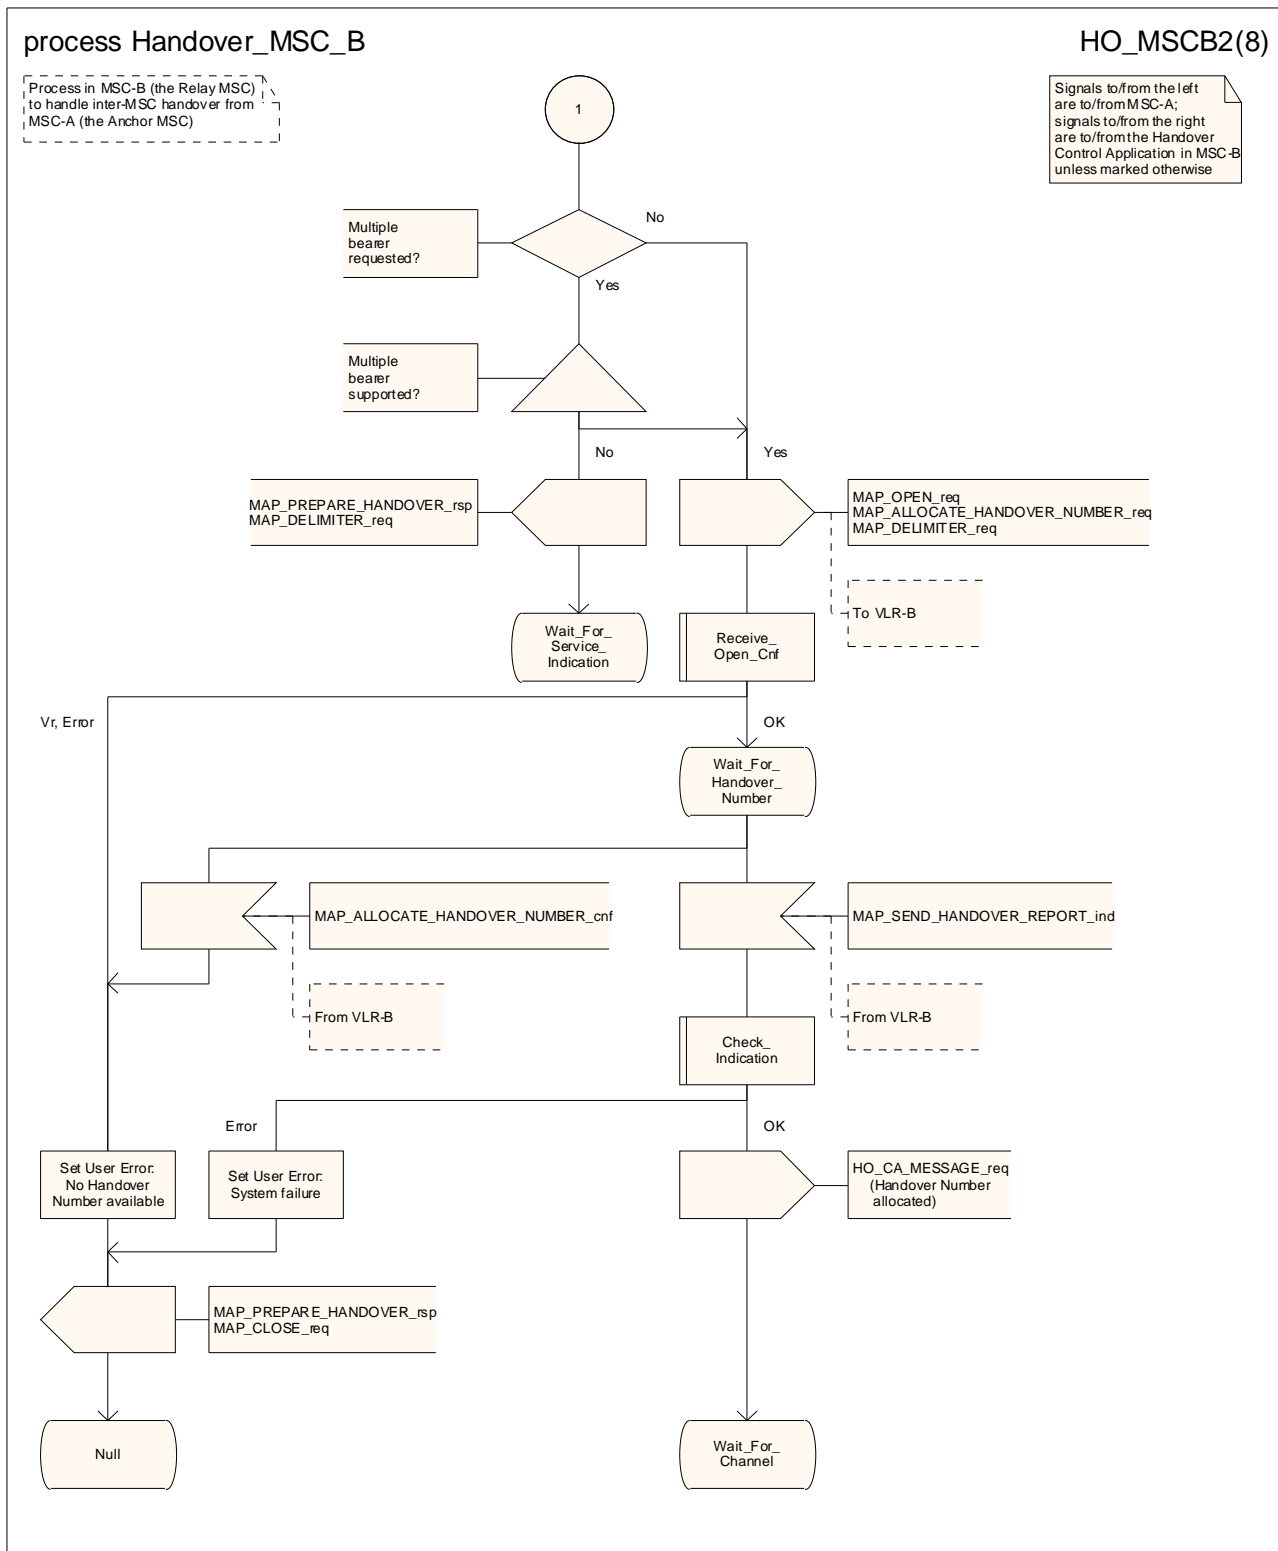 process Handover_MSC_B
HO_MSCB2(8)
Process in MSC-B (the Relay MSC)
to handle inter-MSC handover from
MSC-A (the Anchor MSC)
Signals to/from the left
are to/from MSC-A;
signals to/from the right
are to/from the Handover
Control Application in MSC-B
unless marked otherwise
1
Multiple
bearer
requested?
No
Yes
Multiple
bearer
supported?
No
Yes
MAP_PREPARE_HANDOVER_rsp
MAP_DELIMITER_req
MAP_OPEN_req
MAP_ALLOCATE_HANDOVER_NUMBER_req
MAP_DELIMITER_req
To VLR-B
Wait_For_
Service_
Indication
Receive_
Open_Cnf
Vr, Error
OK
Wait_For_
Handover_
Number
MAP_ALLOCATE_HANDOVER_NUMBER_cnf
MAP_SEND_HANDOVER_REPORT_ind
From VLR-B
From VLR-B
Check_
Indication
Error
OK
Set User Error:
No Handover
Number available
Set User Error:
System failure
HO_CA_MESSAGE_req
(Handover Number
allocated)
MAP_PREPARE_HANDOVER_rsp
MAP_CLOSE_req
Null
Wait_For_
Channel